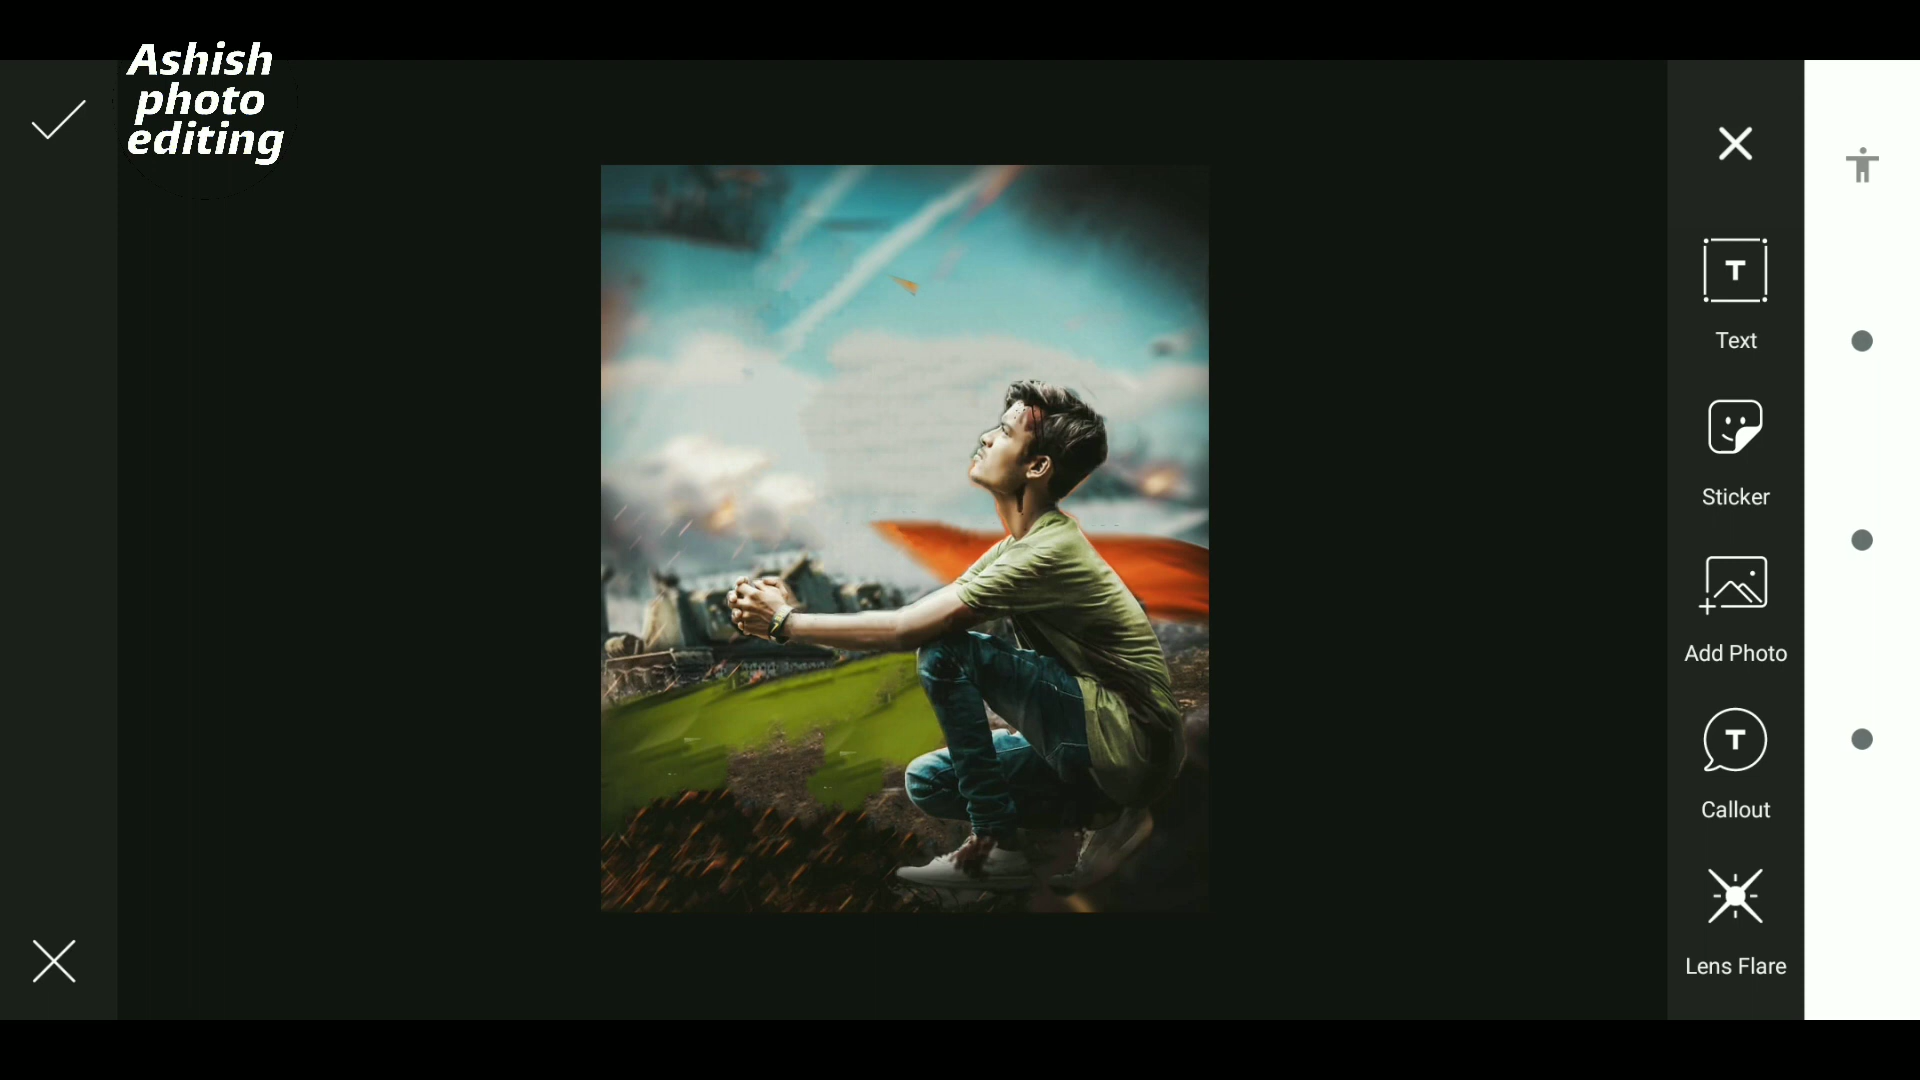 Ashish
photo
editing
T
Text
Sticker
Add Photo
T
Callout
Lens Flare